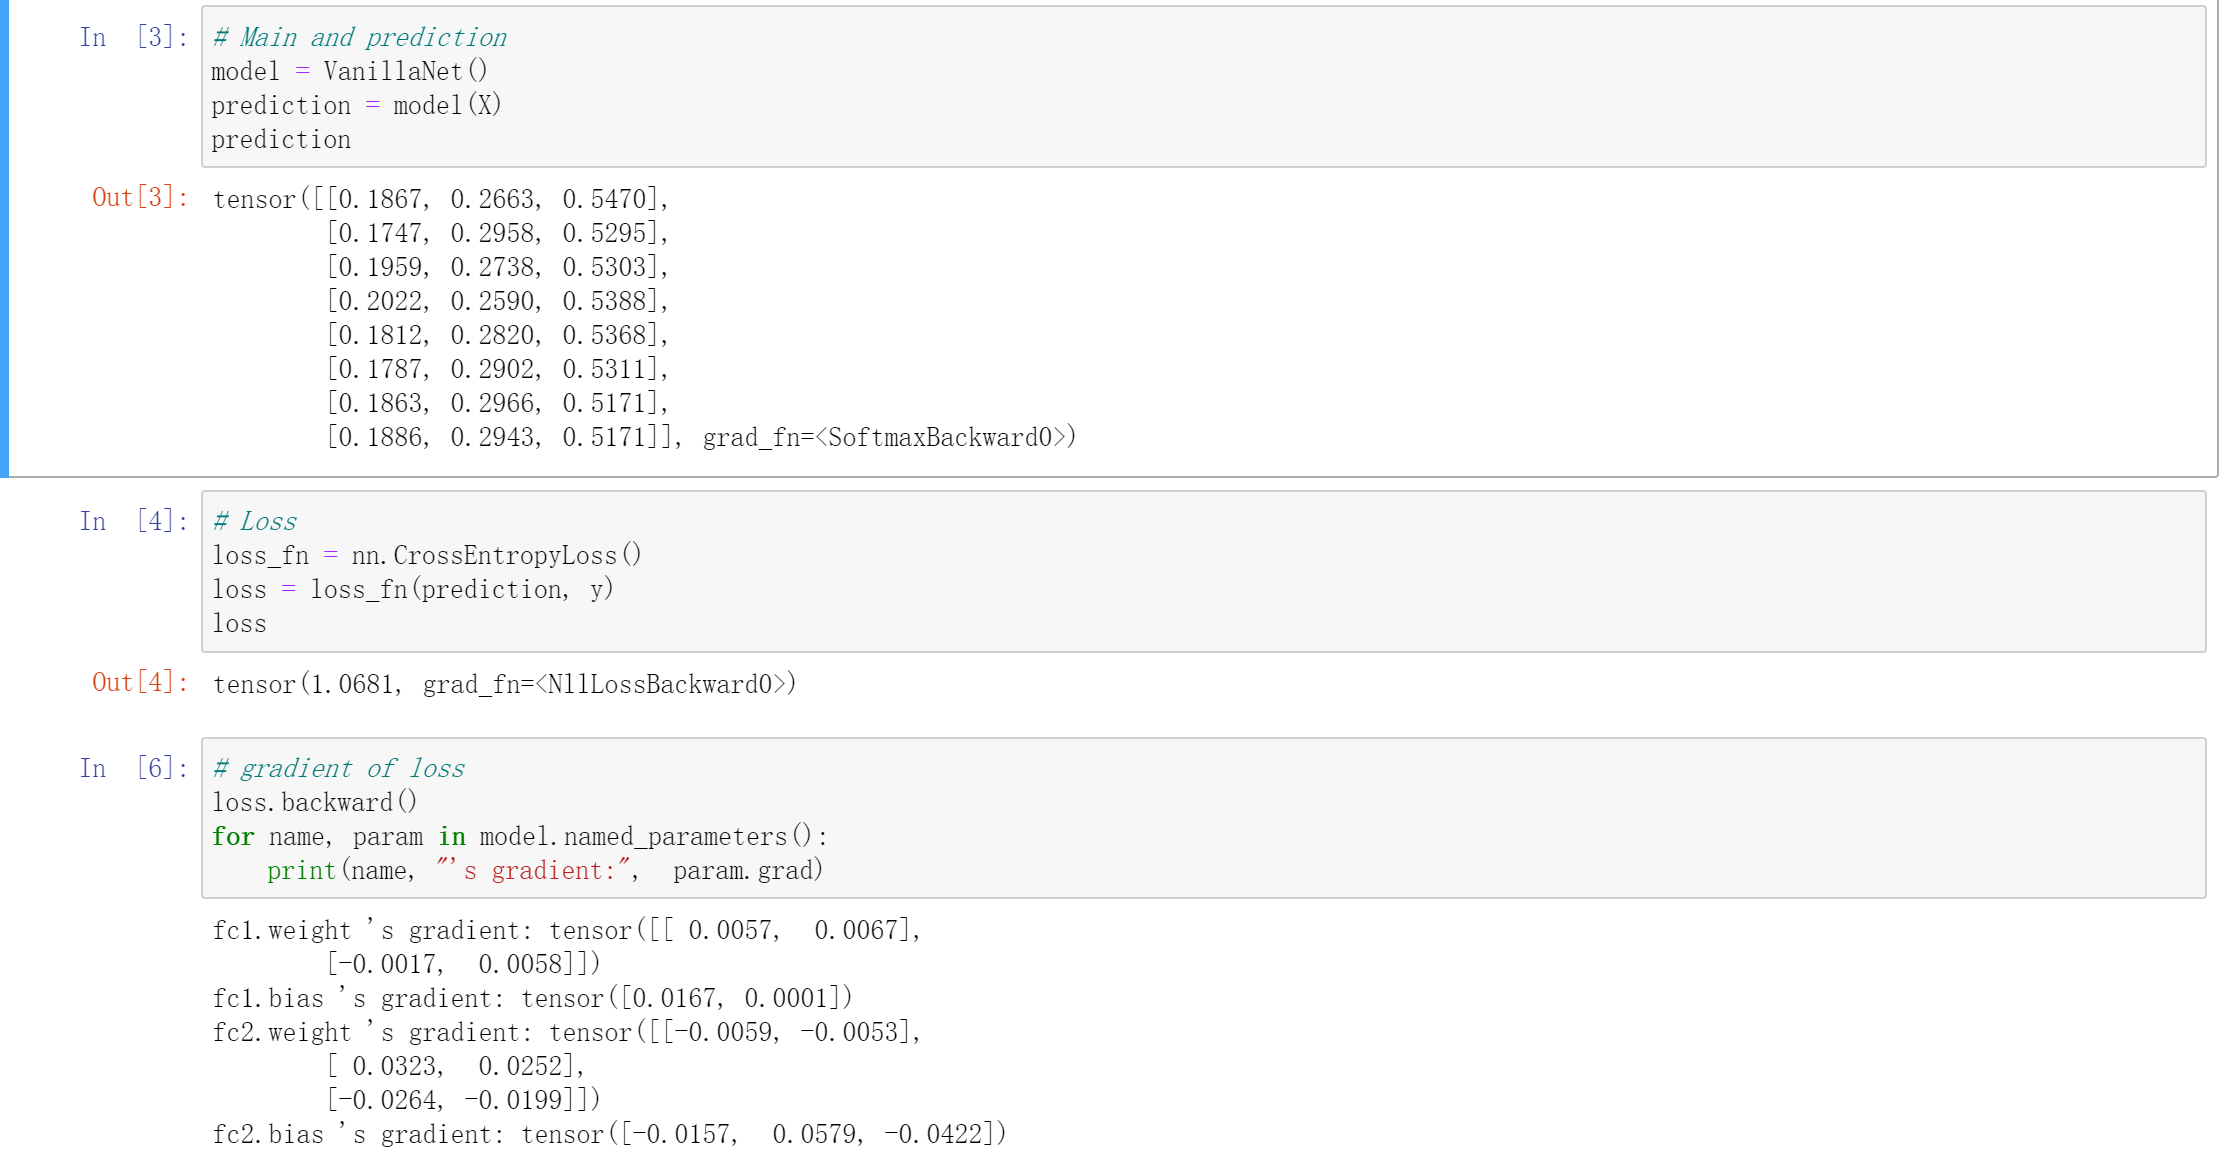 In [3]: # Main and prediction
model = VanillaNet()
prediction = model(X)
prediction
Out[3]: tensor([[0.1867, 0.2663, 0.5470],
[0.1747, 0.2958, 0.5295],
[0.1959, 0.2738, 0.5303],
[0.2022, 0.2590, 0.5388],
[0.1812, 0.2820, 0.5368],
[0.1787, 0.2902, 0.5311],
[0.1863, 0.2966, 0.5171],
[0.1886, 0.2943, 0.5171]], grad_fn=<SoftmaxBackward0>)
In [4]: # Loss
loss_fn = nn.CrossEntropyLoss()
loss = loss_fn(prediction, y)
loss
Out[4]: tensor(1.0681, grad_fn=<NllLossBackward0>)
In [6]: # gradient of loss
loss.backward()
for name, param in model.named_parameters():
    print(name, "'s gradient:",  param.grad)
fc1.weight 's gradient: tensor([[ 0.0057,  0.0067],
[-0.0017,  0.0058]])
fc1.bias 's gradient: tensor([0.0167, 0.0001])
fc2.weight 's gradient: tensor([[-0.0059, -0.0053],
[ 0.0323,  0.0252],
[-0.0264, -0.0199]])
fc2.bias 's gradient: tensor([-0.0157,  0.0579, -0.0422])